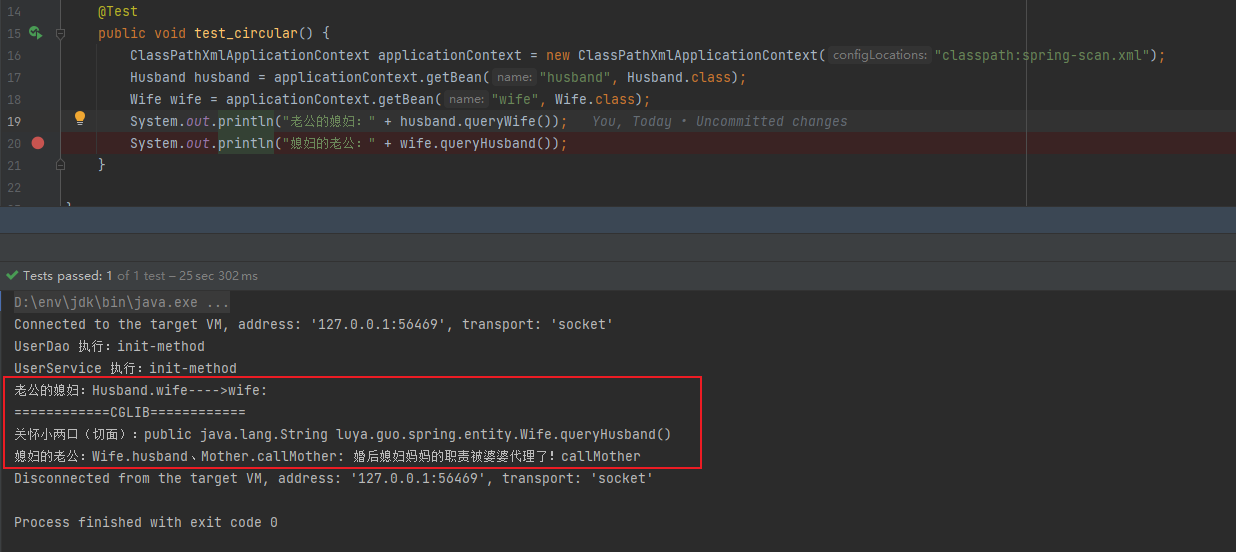 14 @Test
15 public void test_circular() {
16 ClassPathXmlApplicationContext applicationContext = new ClassPathXmlApplicationContext( configLocations: "classpath:spring-scan.xml");
17 Husband husband = applicationContext.getBean( name: "husband", Husband.class);
18 Wife wife = applicationContext.getBean( name: "wife", Wife.class);
19 System.out.println("老公的媳妇：" + husband.queryWife()); You, Today • Uncommitted changes
20 System.out.println("媳妇的老公：" + wife.queryHusband());
21 }
22
Tests passed: 1 of 1 test – 25 sec 302 ms
D:\env\jdk\bin\java.exe ...
Connected to the target VM, address: '127.0.0.1:56469', transport: 'socket'
UserDao 执行：init-method
UserService 执行：init-method
老公的媳妇：Husband.wife---->wife:
============CGLIB============
关怀小两口（切面）：public java.lang.String luya.guo.spring.entity.Wife.queryHusband()
媳妇的老公：Wife.husband、Mother.callMother: 婚后媳妇妈妈的职责被婆婆代理了！callMother
Disconnected from the target VM, address: '127.0.0.1:56469', transport: 'socket'
Process finished with exit code 0